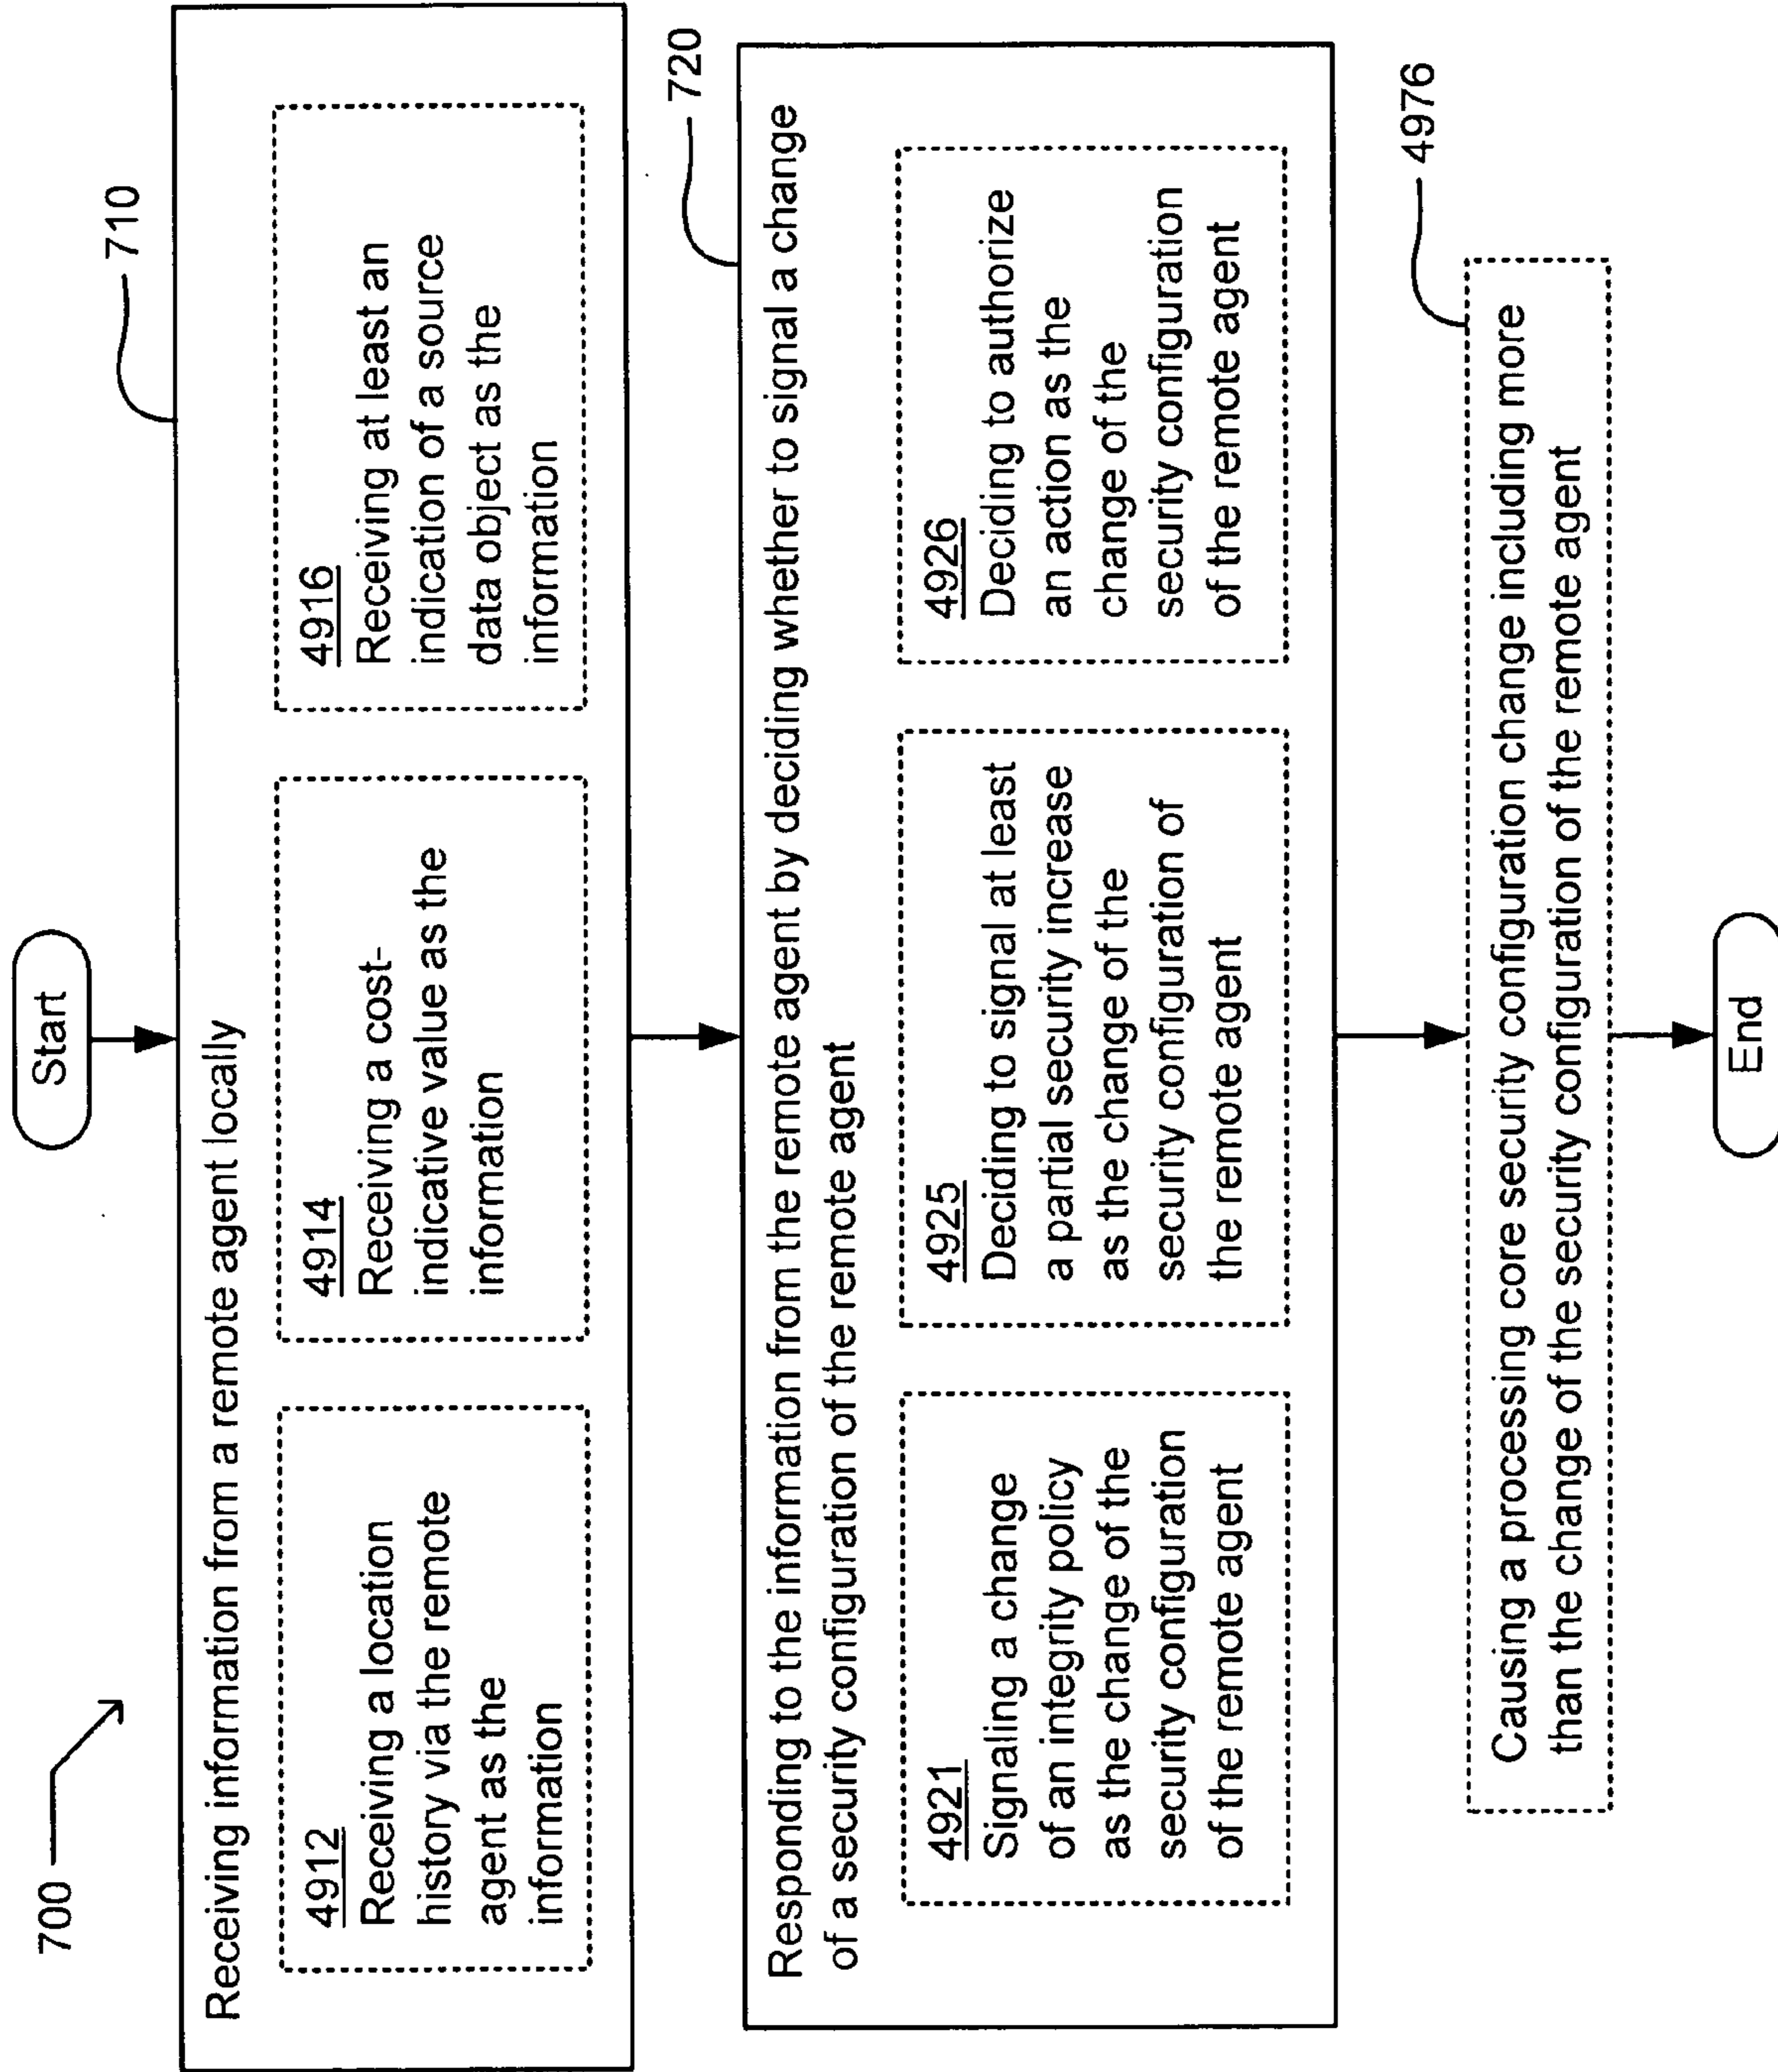 700
Start
710
Receiving information from a remote agent locally
4912
Receiving a location
history via the remote
agent as the
information
4914
Receiving a cost-
indicative value as the
information
4916
Receiving at least an
indication of a source
data object as the
information
720
Responding to the information from the remote agent by deciding whether to signal a change
of a security configuration of the remote agent
4921
Signaling a change
of an integrity policy
as the change of the
security configuration
of the remote agent
4925
Deciding to signal at least
a partial security increase
as the change of the
security configuration of
the remote agent
4926
Deciding to authorize
an action as the
change of the
security configuration
of the remote agent
4976
Causing a processing core security configuration change including more
than the change of the security configuration of the remote agent
End